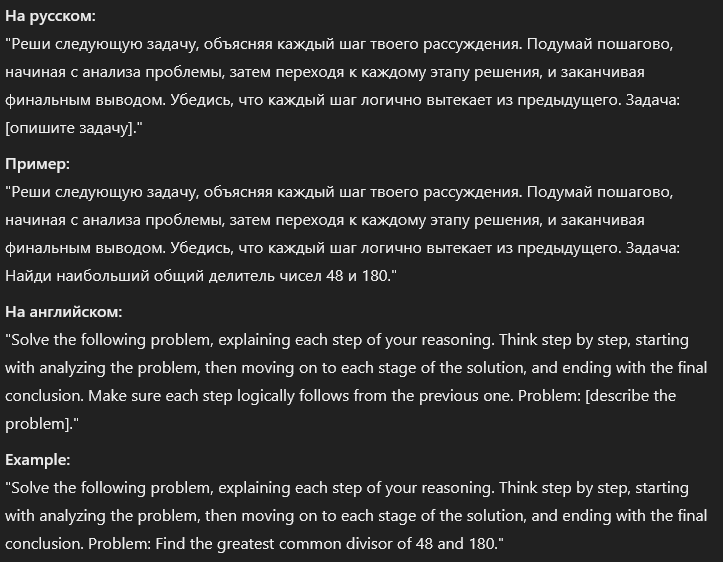 На русском:
"Реши следующую задачу, объясняя каждый шаг твоего рассуждения. Подумай пошагово,
начиная с анализа проблемы, затем переходя к каждому этапу решения, и заканчивая
финальным выводом. Убедись, что каждый шаг логично вытекает из предыдущего. Задача:
[опишите задачу]."
Пример:
"Реши следующую задачу, объясняя каждый шаг твоего рассуждения. Подумай пошагово,
начиная с анализа проблемы, затем переходя к каждому этапу решения, и заканчивая
финальным выводом. Убедись, что каждый шаг логично вытекает из предыдущего. Задача:
Найди наибольший общий делитель чисел 48 и 180."
На английском:
"Solve the following problem, explaining each step of your reasoning. Think step by step, starting
with analyzing the problem, then moving on to each stage of the solution, and ending with the final
conclusion. Make sure each step logically follows from the previous one. Problem: [describe the
problem]."
Example:
"Solve the following problem, explaining each step of your reasoning. Think step by step, starting
with analyzing the problem, then moving on to each stage of the solution, and ending with the final
conclusion. Problem: Find the greatest common divisor of 48 and 180."